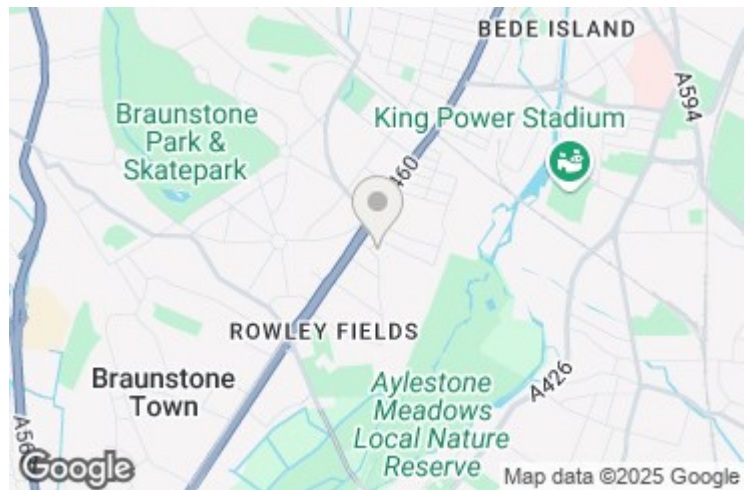 BEDE ISLAND
A594
Braunstone
Park &
Skatepark
King Power Stadium
460
ROWLEY FIELDS
Braunstone
Town
A426
Aylestone
Meadows
Local Nature
Reserve
A56
Google
Map data ©2025 Google